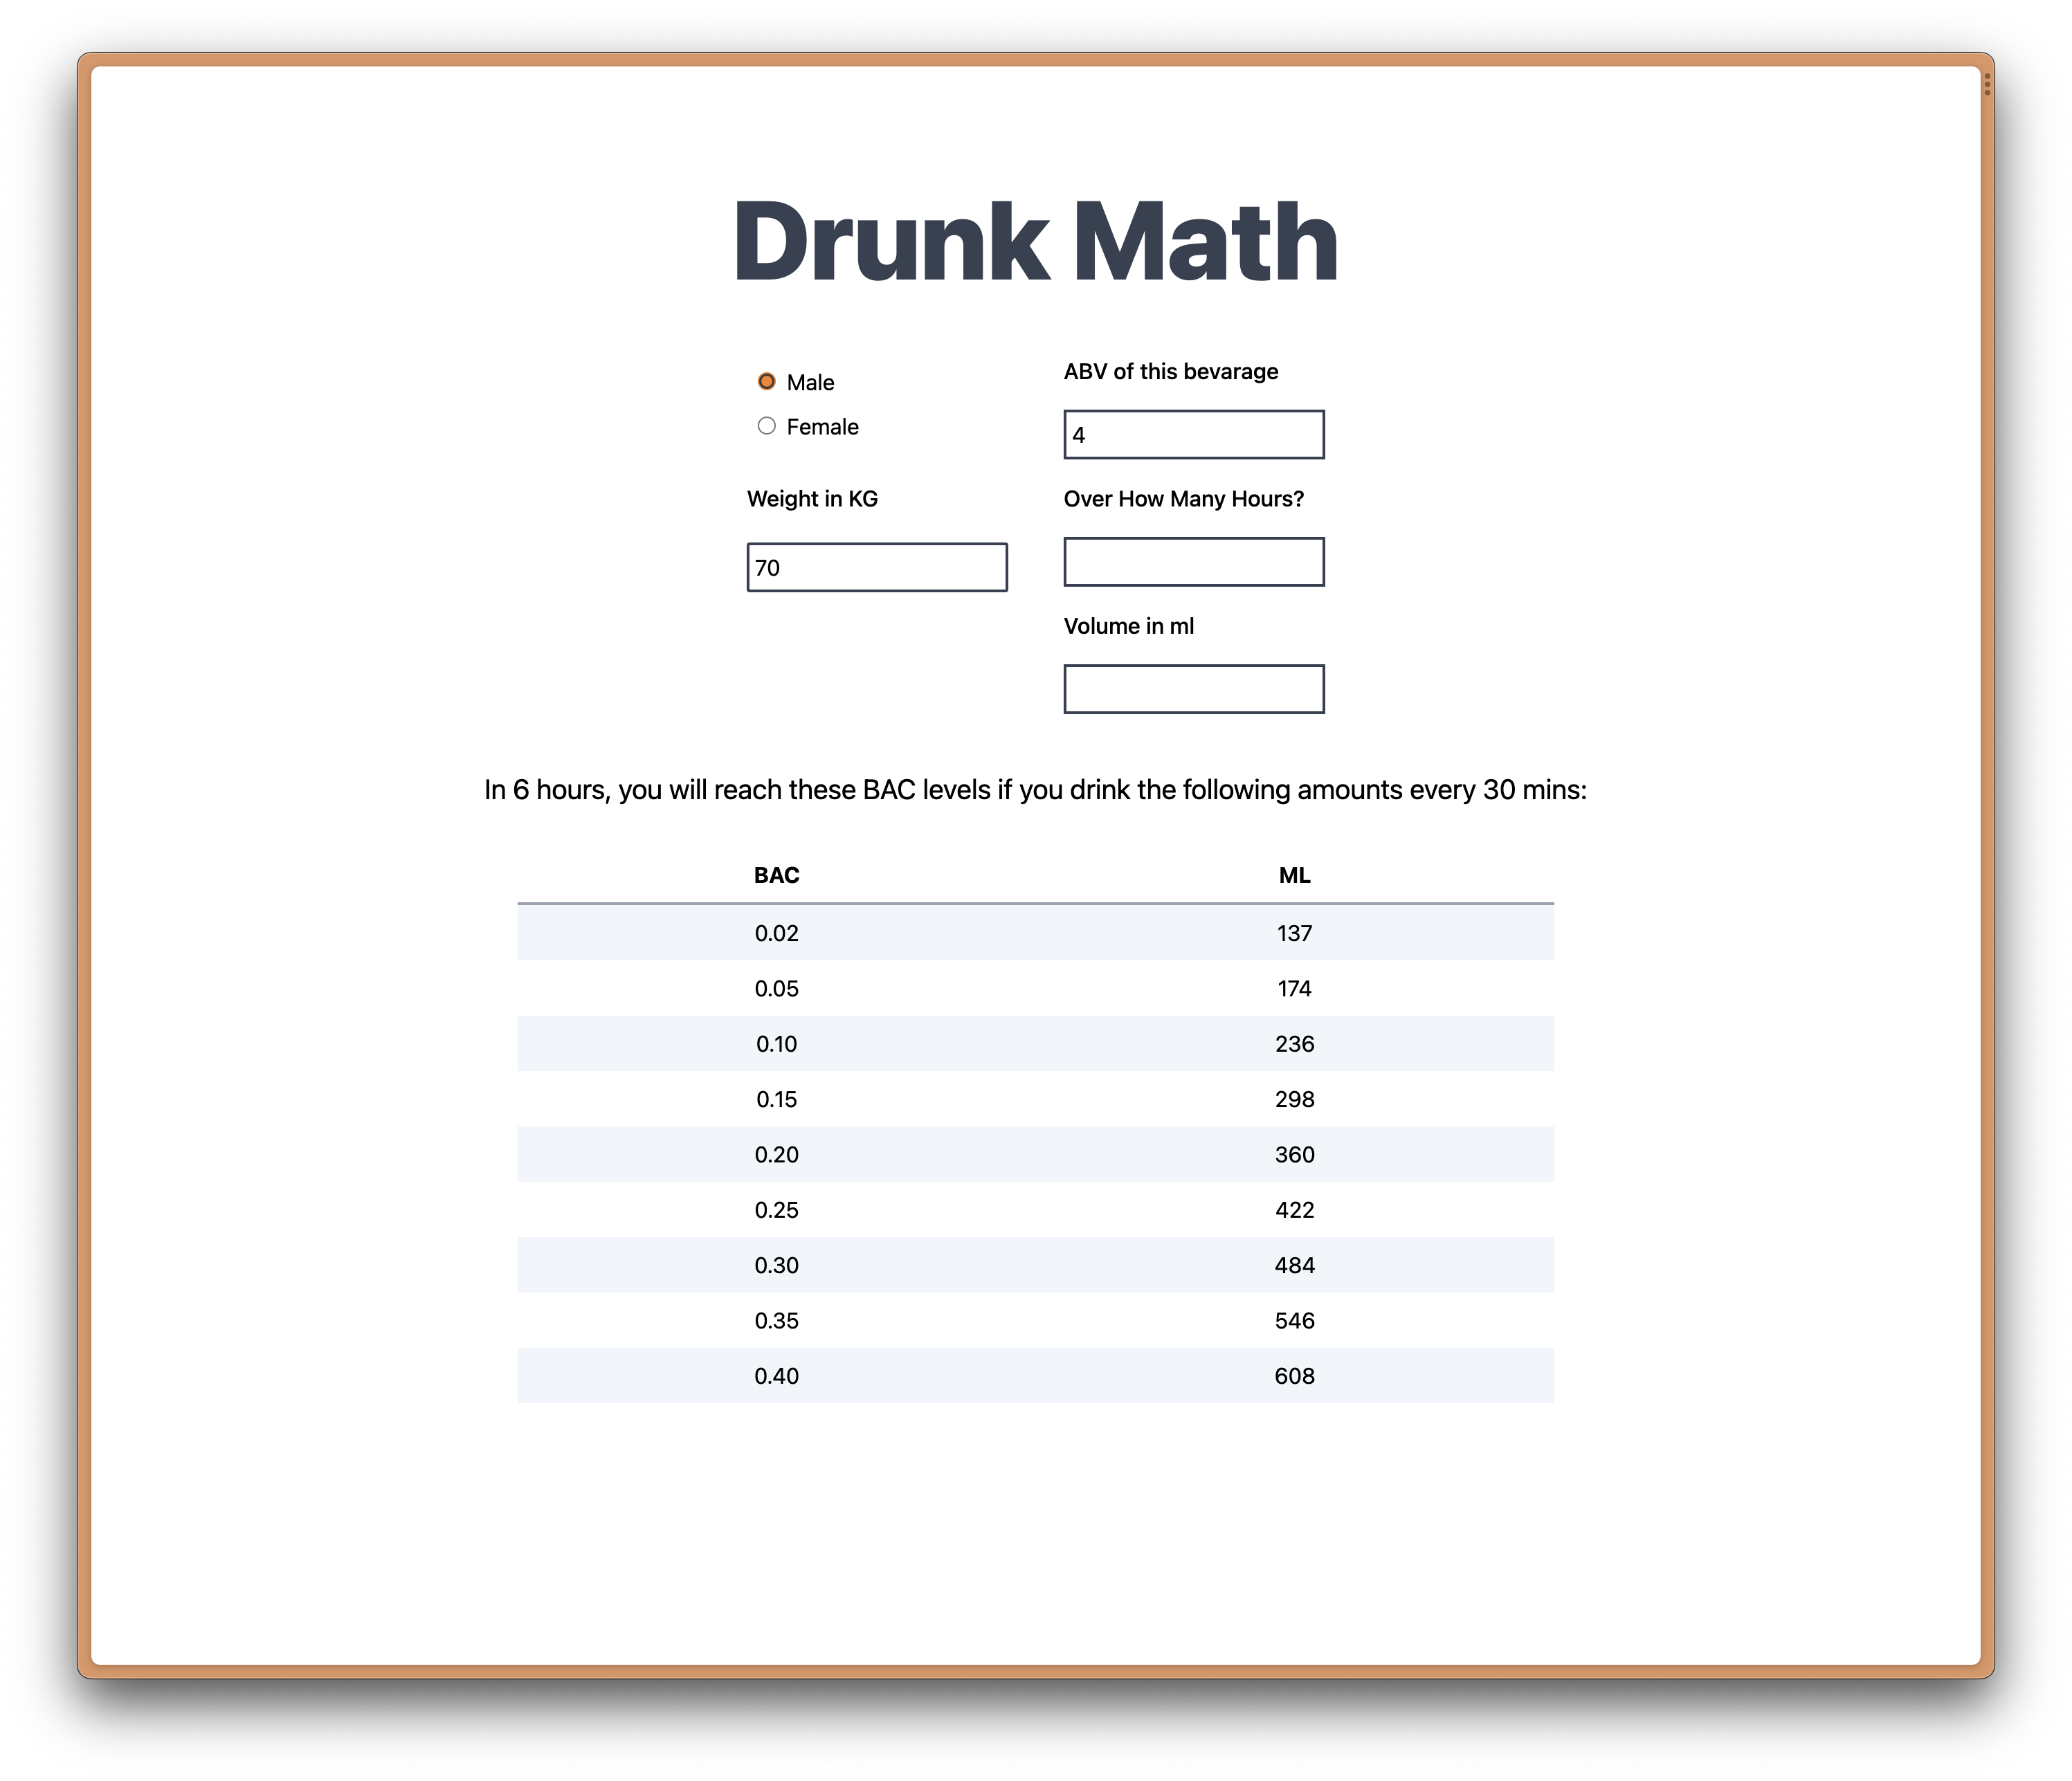 Drunk Math
Male
Female
Weight in KG
70
ABV of this bevarage
4
Over How Many Hours?
Volume in ml
In 6 hours, you will reach these BAC levels if you drink the following amounts every 30 mins:
BAC ML
0.02 137
0.05 174
0.10 236
0.15 298
0.20 360
0.25 422
0.30 484
0.35 546
0.40 608